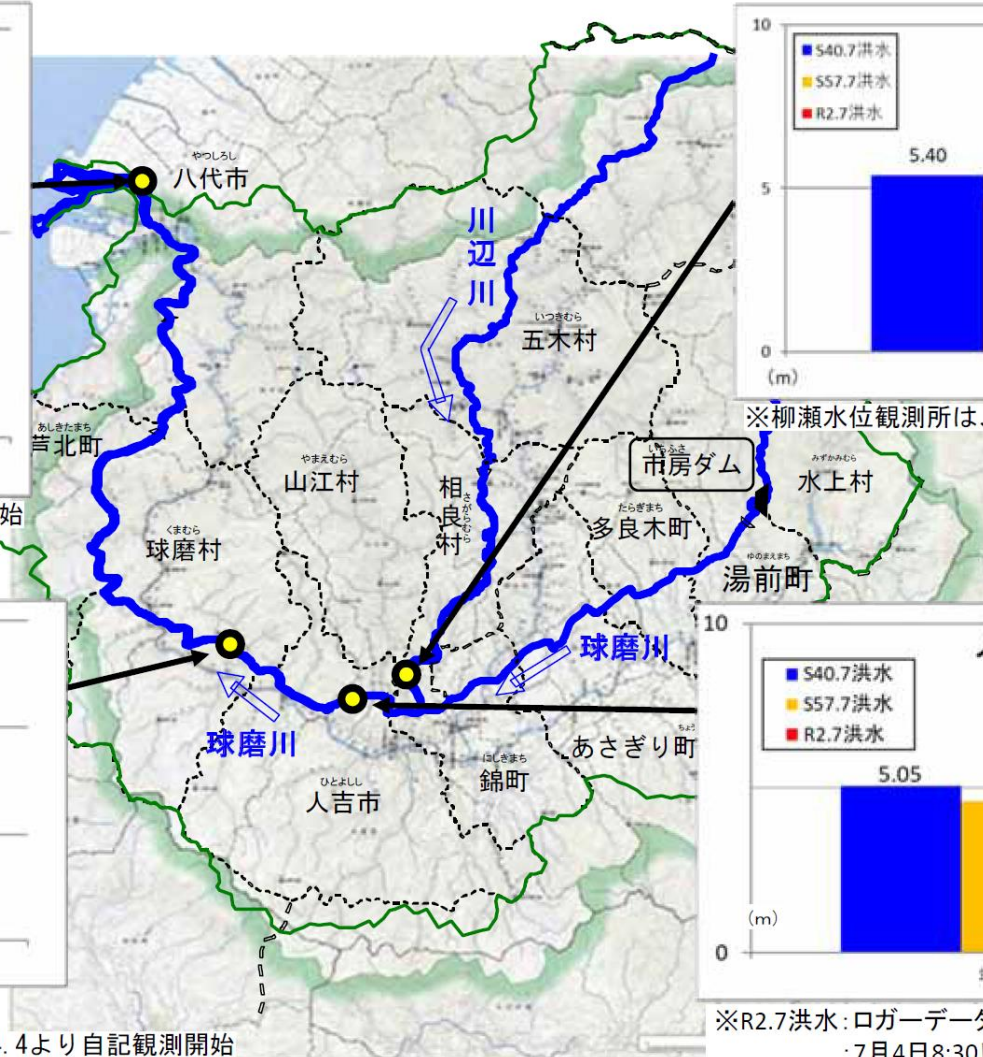 やつしろし
八代市
川辺川
いつきむら
五木村
あしきたまち
芦北町
やまえむら
山江村
さがらむら
相良村
いちふさ
市房ダム
みずかみむら
水上村
たらぎまち
多良木町
くまむら
球磨村
ゆのまえまち
湯前町
球磨川
球磨川
あさぎり町
ちょう
にしきまち
錦町
ひとよしし
人吉市
始
.4より自記観測開始
10
S40.7洪水
S57.7洪水
R2.7洪水
5.40
5
0
(m)
※柳瀬水位観測所は
10
S40.7洪水
S57.7洪水
R2.7洪水
5.05
(m)
0
※R2.7洪水:ロガーデータ
:7月4日8:30